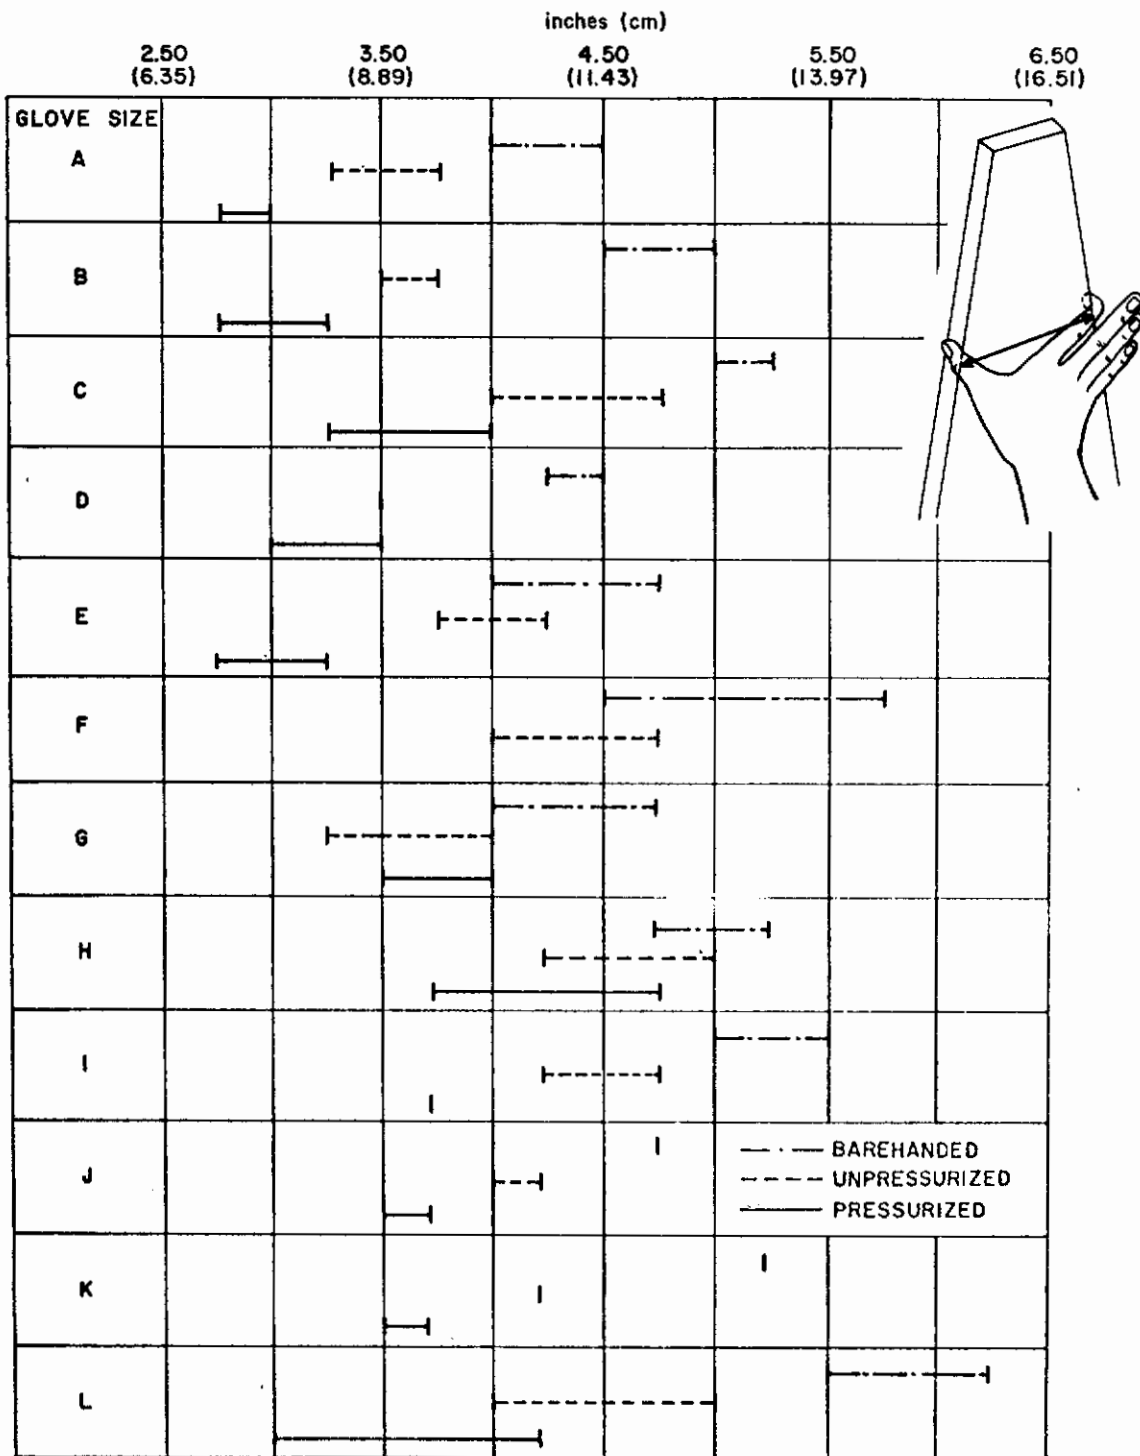 inches (cm)
2.50 3.50 4.50 5.50 6.50
(6.35) (8.89) (11.43) (13.97) (16.51)
GLOVE SIZE
A
B
C
D
E
F
G
H
I
J
BAREHANDED
UNPRESSURIZED
PRESSURIZED
K
L